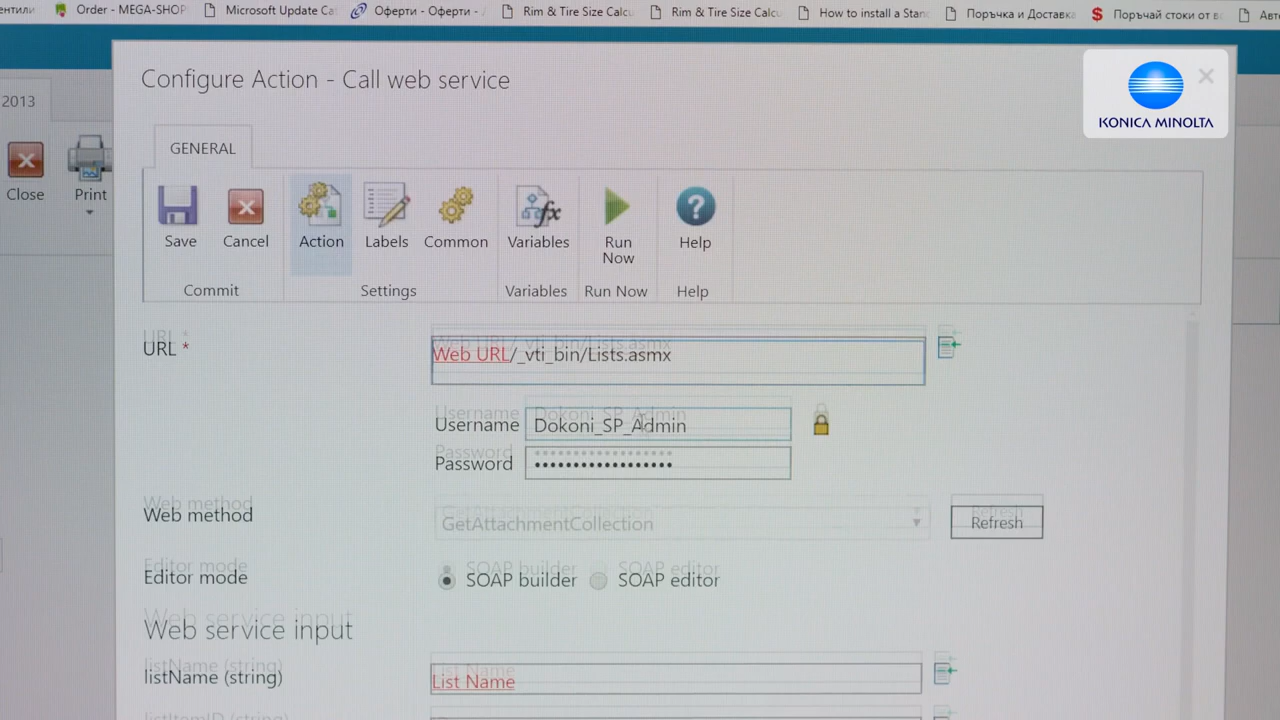 Order - MEGA-SHOP
Microsoft Update Ca
Оферти - Оферти -
Rim & Tire Size Calcu
Rim & Tire Size Calcu
How to install a Stan
Поръчка и Доставка
Поръчай стоки от в
Авто
2013
Configure Action - Call web service
KONICA MINOLTA
GENERAL
Close
Print
Save
Cancel
Action
Labels
Common
Variables
Run Now
Help
Commit
Settings
Variables
Run Now
Help
URL *
Web URL/_vti_bin/Lists.asmx
Username
Dokoni_SP_Admin
Password
••••••••••••••••••
Web method
GetAttachmentCollection
Refresh
Editor mode
SOAP builder
SOAP editor
Web service input
listName (string)
List Name
listItemID (string)